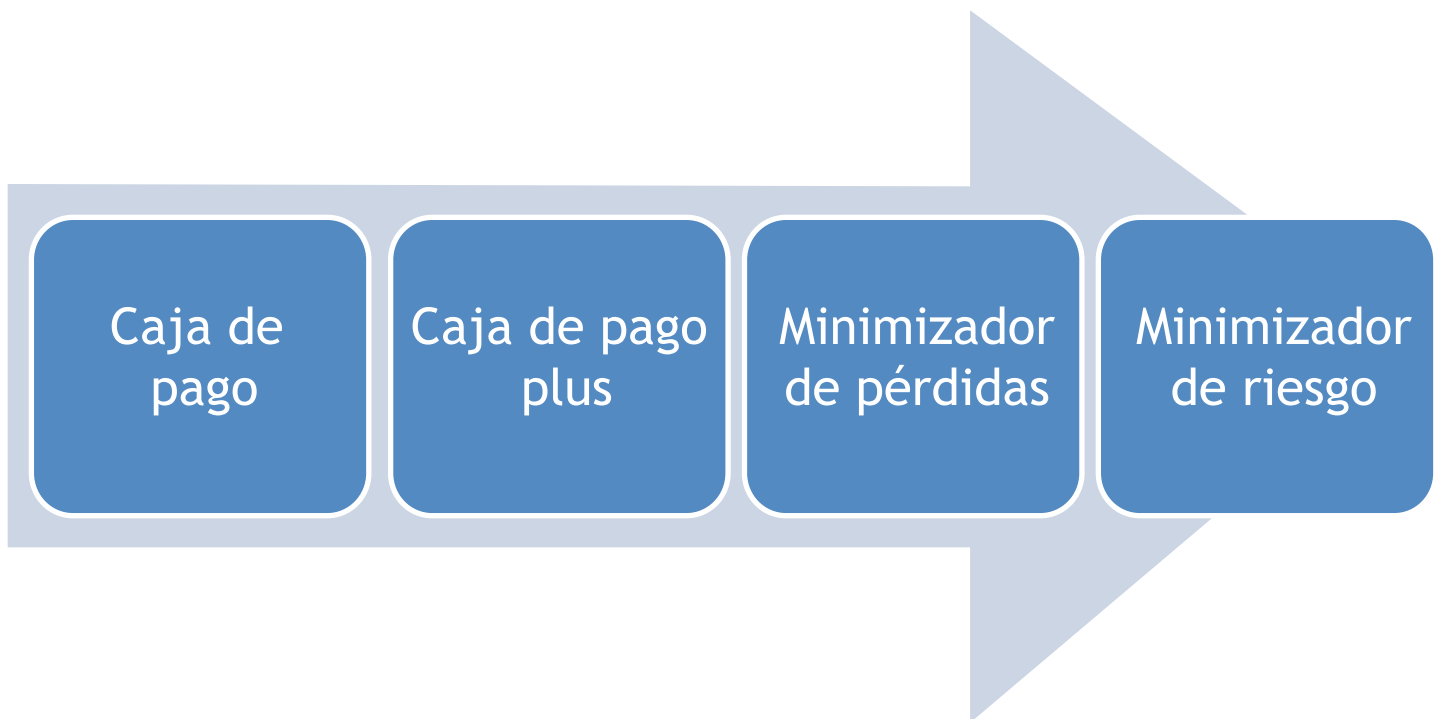 Caja de
pago
Caja de pago
plus
Minimizador
de pérdidas
Minimizador
de riesgo